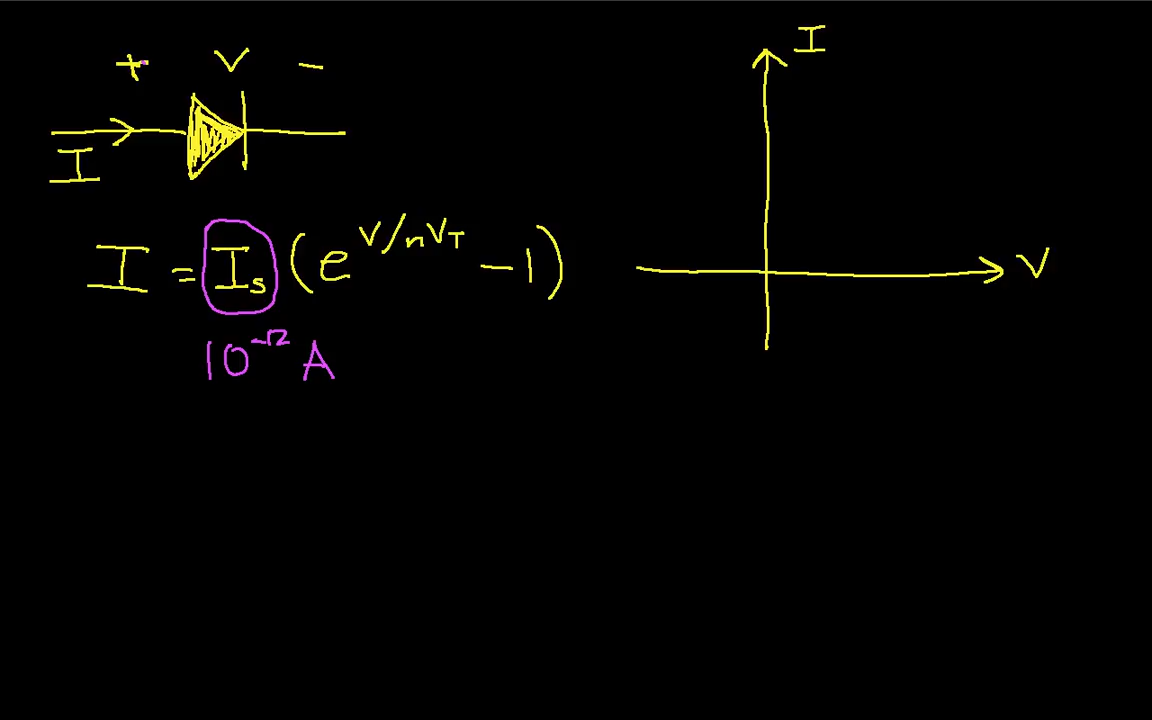 + V -
I
I = Is (e^V/nVT - 1)
10^-12 A
I
V